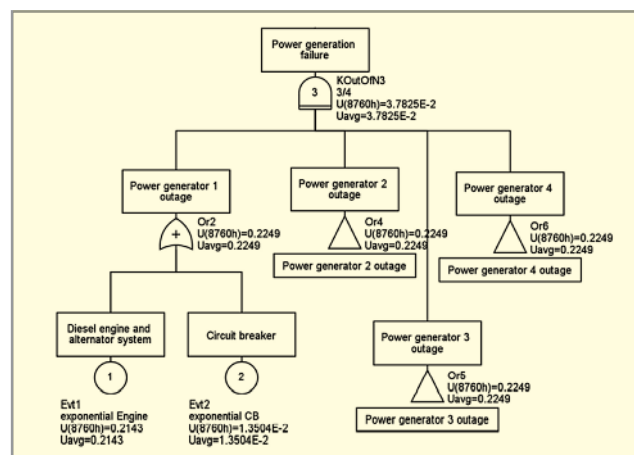 Power generation
failure
3
KOutOfN3
3/4
U(8760h)=3.7825E-2
Uavg=3.7825E-2
Power generator 1
outage
+
Or2
U(8760h)=0.2249
Uavg=0.2249
Power generator 2
outage
Or4
U(8760h)=0.2249
Uavg=0.2249
Power generator 2 outage
Power generator 4
outage
Or6
U(8760h)=0.2249
Uavg=0.2249
Power generator 4 outage
Diesel engine and
alternator system
1
Evt1
exponential Engine
U(8760h)=0.2143
Uavg=0.2143
Circuit breaker
2
Evt2
exponential CB
U(8760h)=1.3504E-2
Uavg=1.3504E-2
Power generator 3
outage
Or5
U(8760h)=0.2249
Uavg=0.2249
Power generator 3 outage